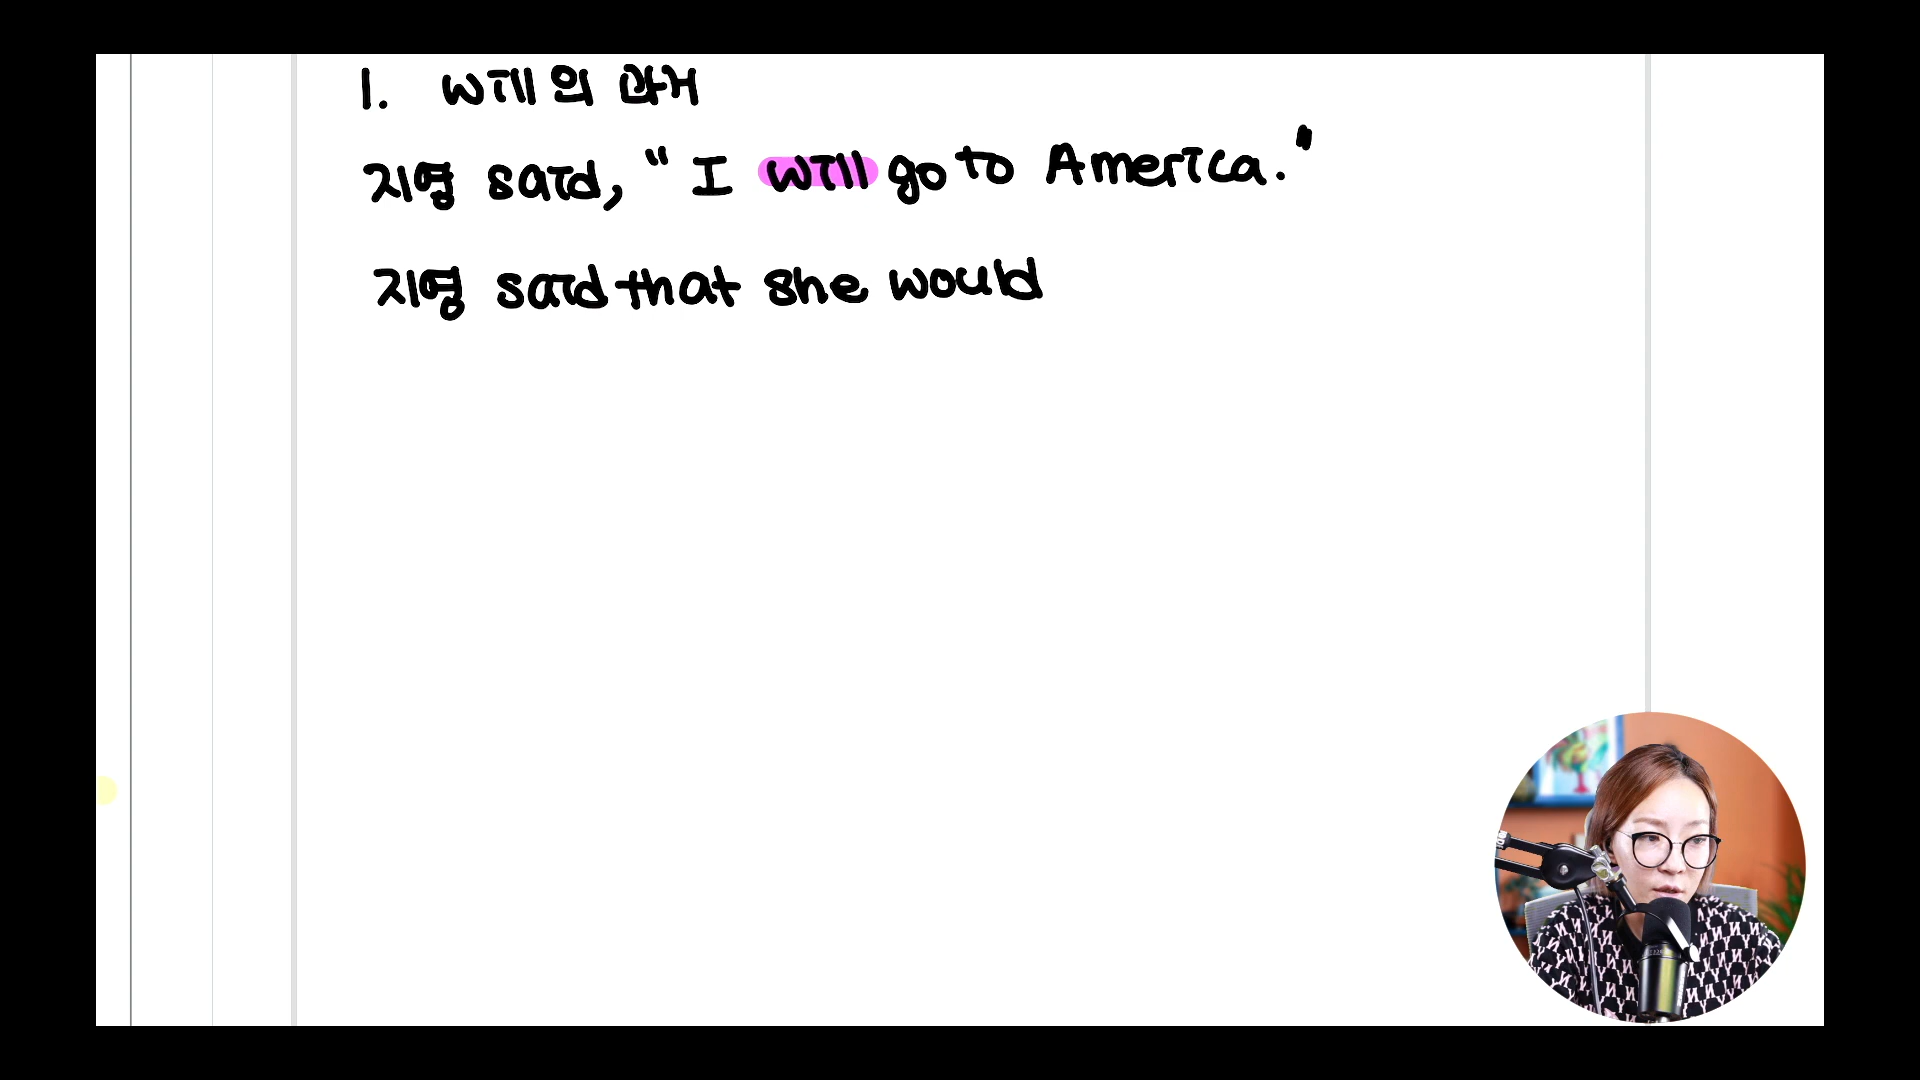 1. will의 과거
지영 said, " I will go to America."
지영 said that she would